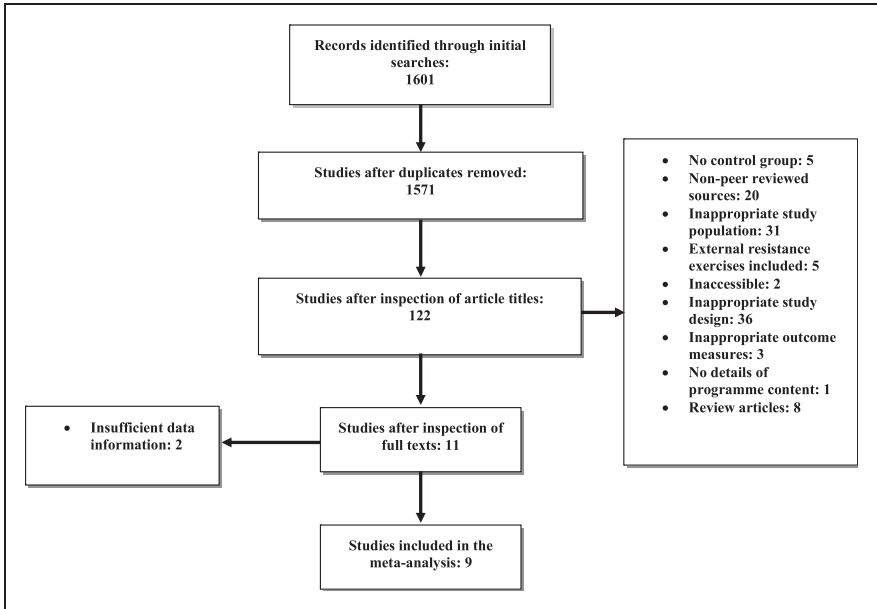 Records identified through initial
searches:
1601
Studies after duplicates removed:
1571
Studies after inspection of article titles:
122
• No control group: 5
• Non-peer reviewed
sources: 20
• Inappropriate study
population: 31
• External resistance
exercises included: 5
• Inaccessible: 2
• Inappropriate study
design: 36
• Inappropriate outcome
measures: 3
• No details of
programme content: 1
• Review articles: 8
Studies after inspection of
full texts: 11
• Insufficient data
information: 2
Studies included in the
meta-analysis: 9